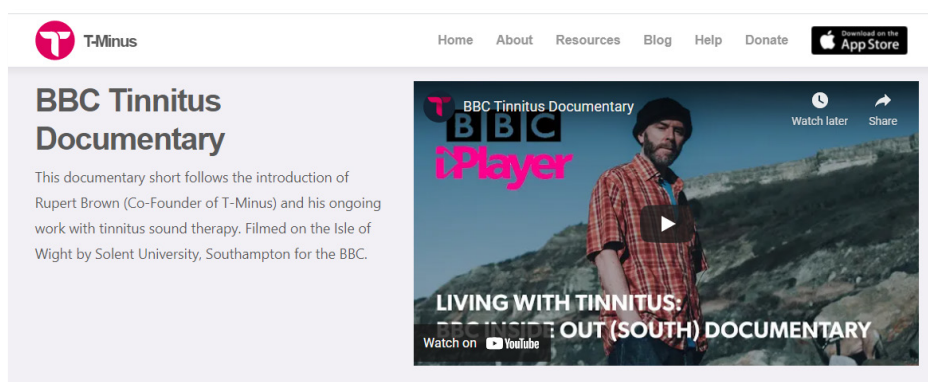 T-Minus
Home About Resources Blog Help Donate
Download on the
App Store
BBC Tinnitus
Documentary
This documentary short follows the introduction of
Rupert Brown (Co-Founder of T-Minus) and his ongoing
work with tinnitus sound therapy. Filmed on the Isle of
Wight by Solent University, Southampton for the BBC.
BBC Tinnitus Documentary
Watch later Share
BBC
iPlayer
LIVING WITH TINNITUS:
BBC INSIDE OUT (SOUTH) DOCUMENTARY
Watch on YouTube